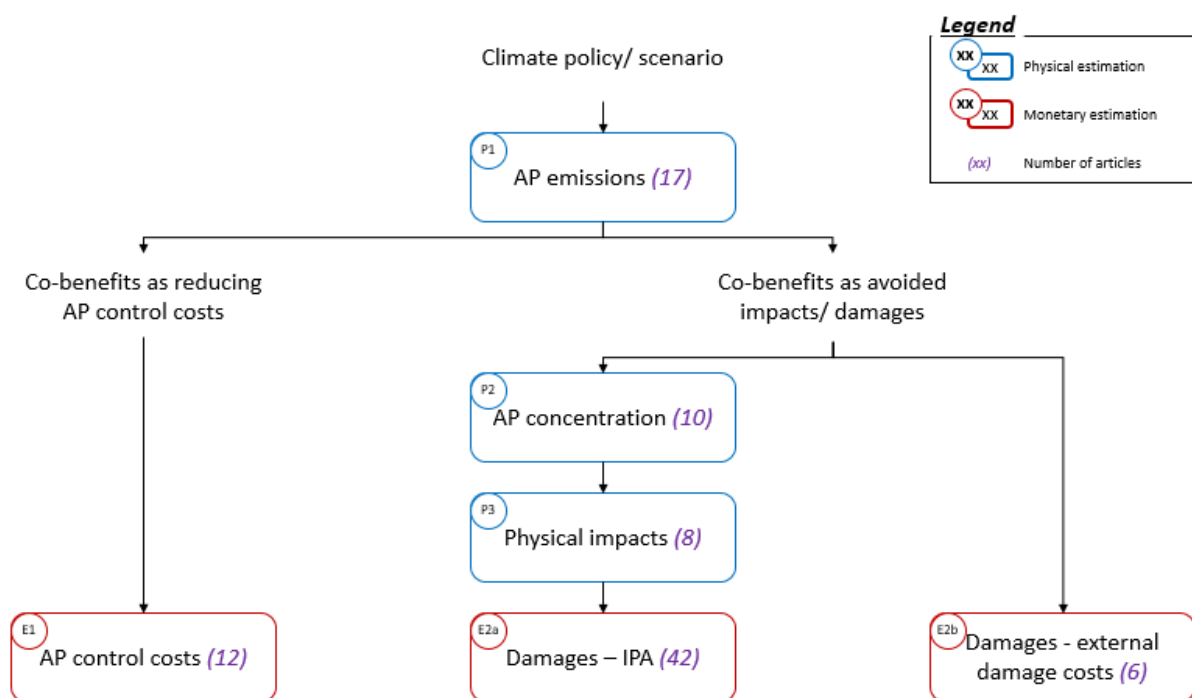 Legend
xx
xx
Physical estimation
xx
xx
Monetary estimation
(xx)
Number of articles
Climate policy/ scenario
P1
AP emissions (17)
Co-benefits as reducing
AP control costs
Co-benefits as avoided
impacts/ damages
P2
AP concentration (10)
P3
Physical impacts (8)
E1
AP control costs (12)
E2a
Damages – IPA (42)
E2b
Damages - external
damage costs (6)